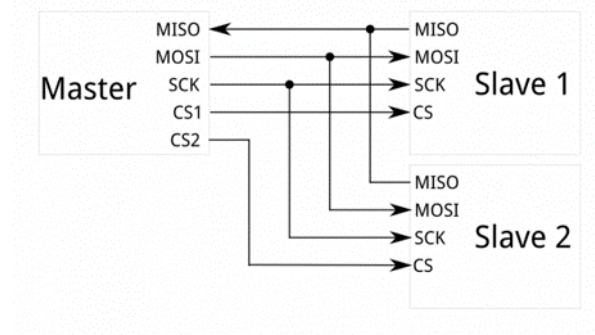 Master
MISO
MOSI
SCK
CS1
CS2
MISO
MOSI
SCK
CS
Slave 1
MISO
MOSI
SCK
CS
Slave 2